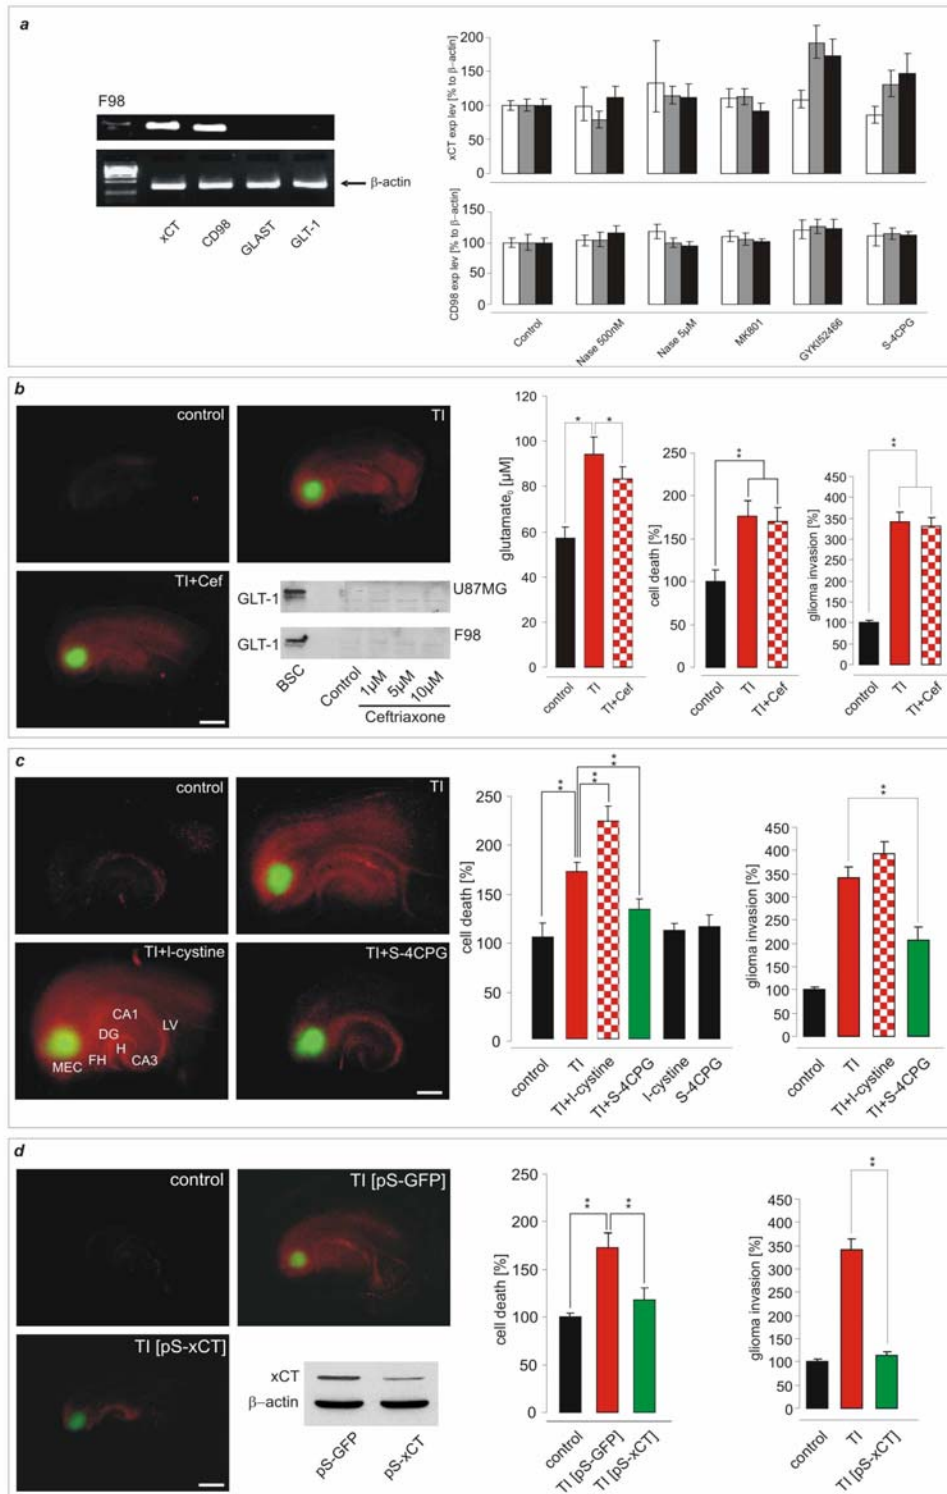 a
F98
β-actin
xCT
CD98
GLAST
GLT-1
xCT exp lev [% to β-actin]
200
150
100
50
0
CD98 exp lev [% to β-actin]
150
100
50
0
Control
Nase 500nM
Nase 5µM
MK801
GYKI52466
S-4CPG
b
control
TI
TI+Cef
GLT-1
U87MG
GLT-1
F98
BSC
Control
1µM
5µM
10µM
Ceftriaxone
glutamate₀ [µM]
120
100
80
60
40
20
0
*
*
control
TI
TI+Cef
cell death [%]
250
200
150
100
50
0
**
control
TI
TI+Cef
glioma invasion [%]
450
400
350
300
250
200
150
100
50
0
**
control
TI
TI+Cef
c
control
TI
TI+l-cystine
CA1
LV
DG
H
MEC
FH
CA3
TI+S-4CPG
cell death [%]
250
200
150
100
50
0
**
**
**
control
TI
TI+l-cystine
TI+S-4CPG
l-cystine
S-4CPG
glioma invasion [%]
450
400
350
300
250
200
150
100
50
0
**
control
TI
TI+l-cystine
TI+S-4CPG
d
control
TI [pS-GFP]
TI [pS-xCT]
xCT
β-actin
pS-GFP
pS-xCT
cell death [%]
250
200
150
100
50
0
**
**
control
TI [pS-GFP]
TI [pS-xCT]
glioma invasion [%]
450
400
350
300
250
200
150
100
50
0
**
control
TI
TI [pS-xCT]